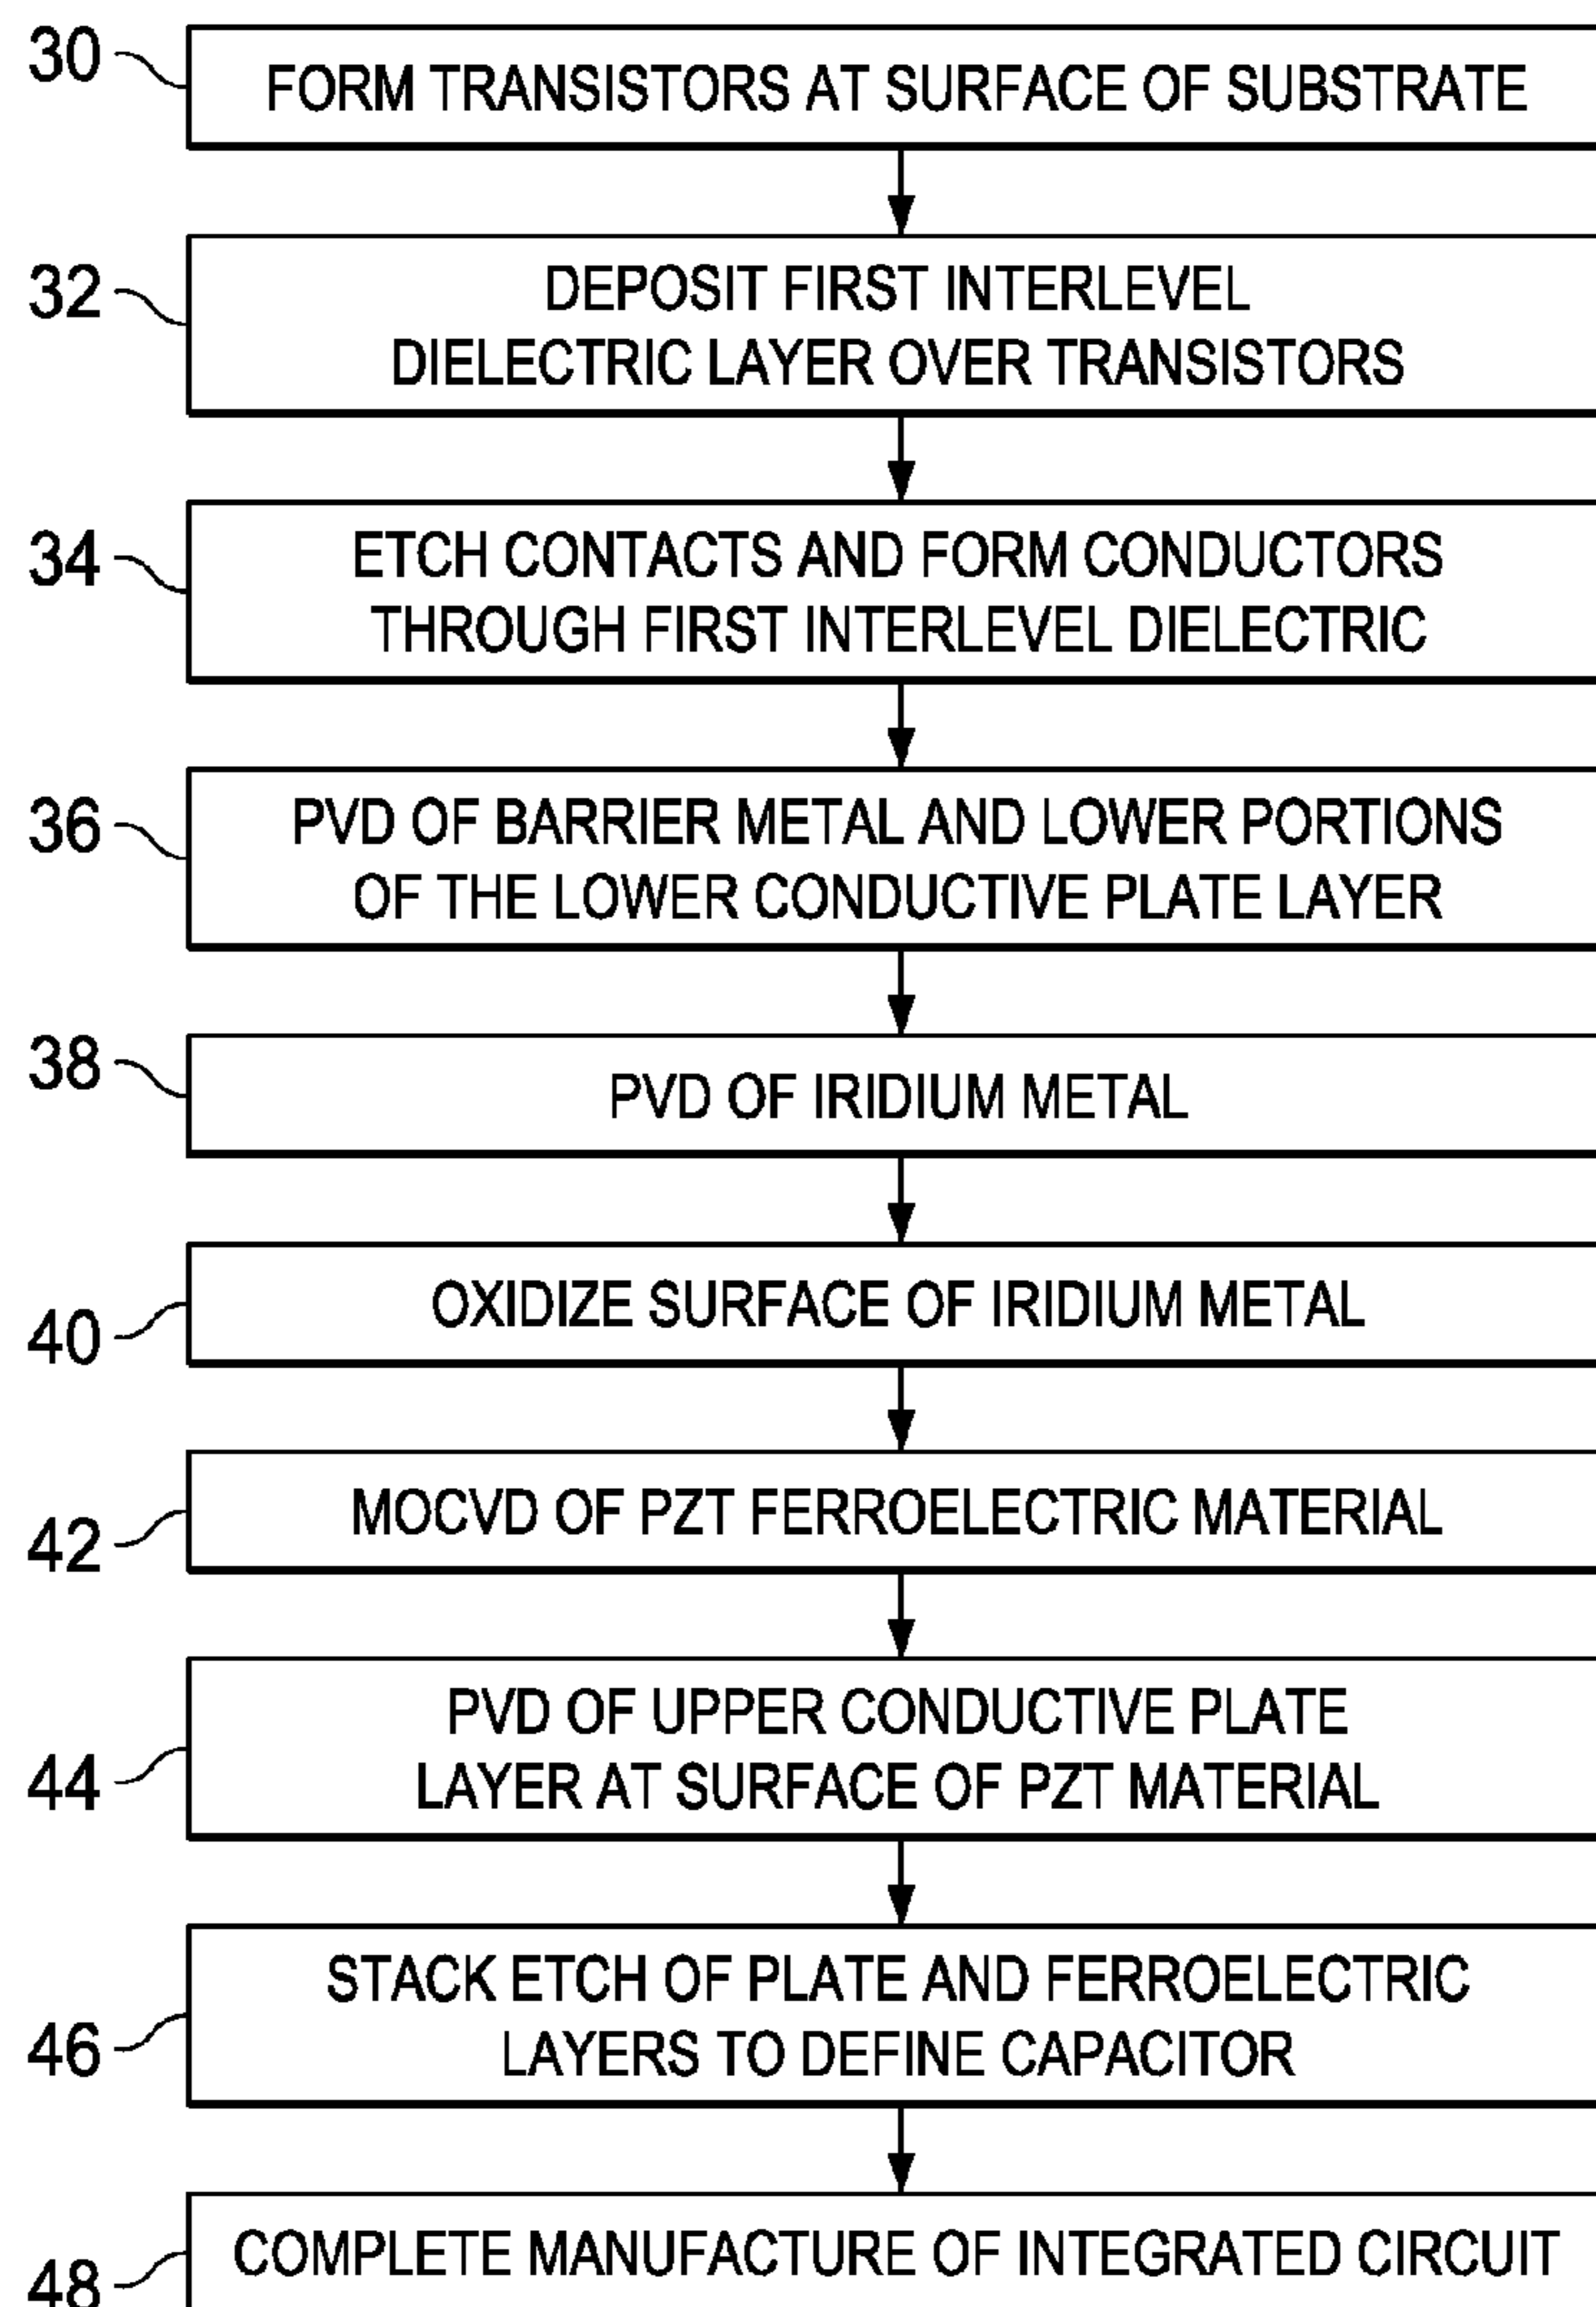 30
FORM TRANSISTORS AT SURFACE OF SUBSTRATE
32
DEPOSIT FIRST INTERLEVEL
DIELECTRIC LAYER OVER TRANSISTORS
34
ETCH CONTACTS AND FORM CONDUCTORS
THROUGH FIRST INTERLEVEL DIELECTRIC
36
PVD OF BARRIER METAL AND LOWER PORTIONS
OF THE LOWER CONDUCTIVE PLATE LAYER
38
PVD OF IRIDIUM METAL
40
OXIDIZE SURFACE OF IRIDIUM METAL
42
MOCVD OF PZT FERROELECTRIC MATERIAL
44
PVD OF UPPER CONDUCTIVE PLATE
LAYER AT SURFACE OF PZT MATERIAL
46
STACK ETCH OF PLATE AND FERROELECTRIC
LAYERS TO DEFINE CAPACITOR
48
COMPLETE MANUFACTURE OF INTEGRATED CIRCUIT